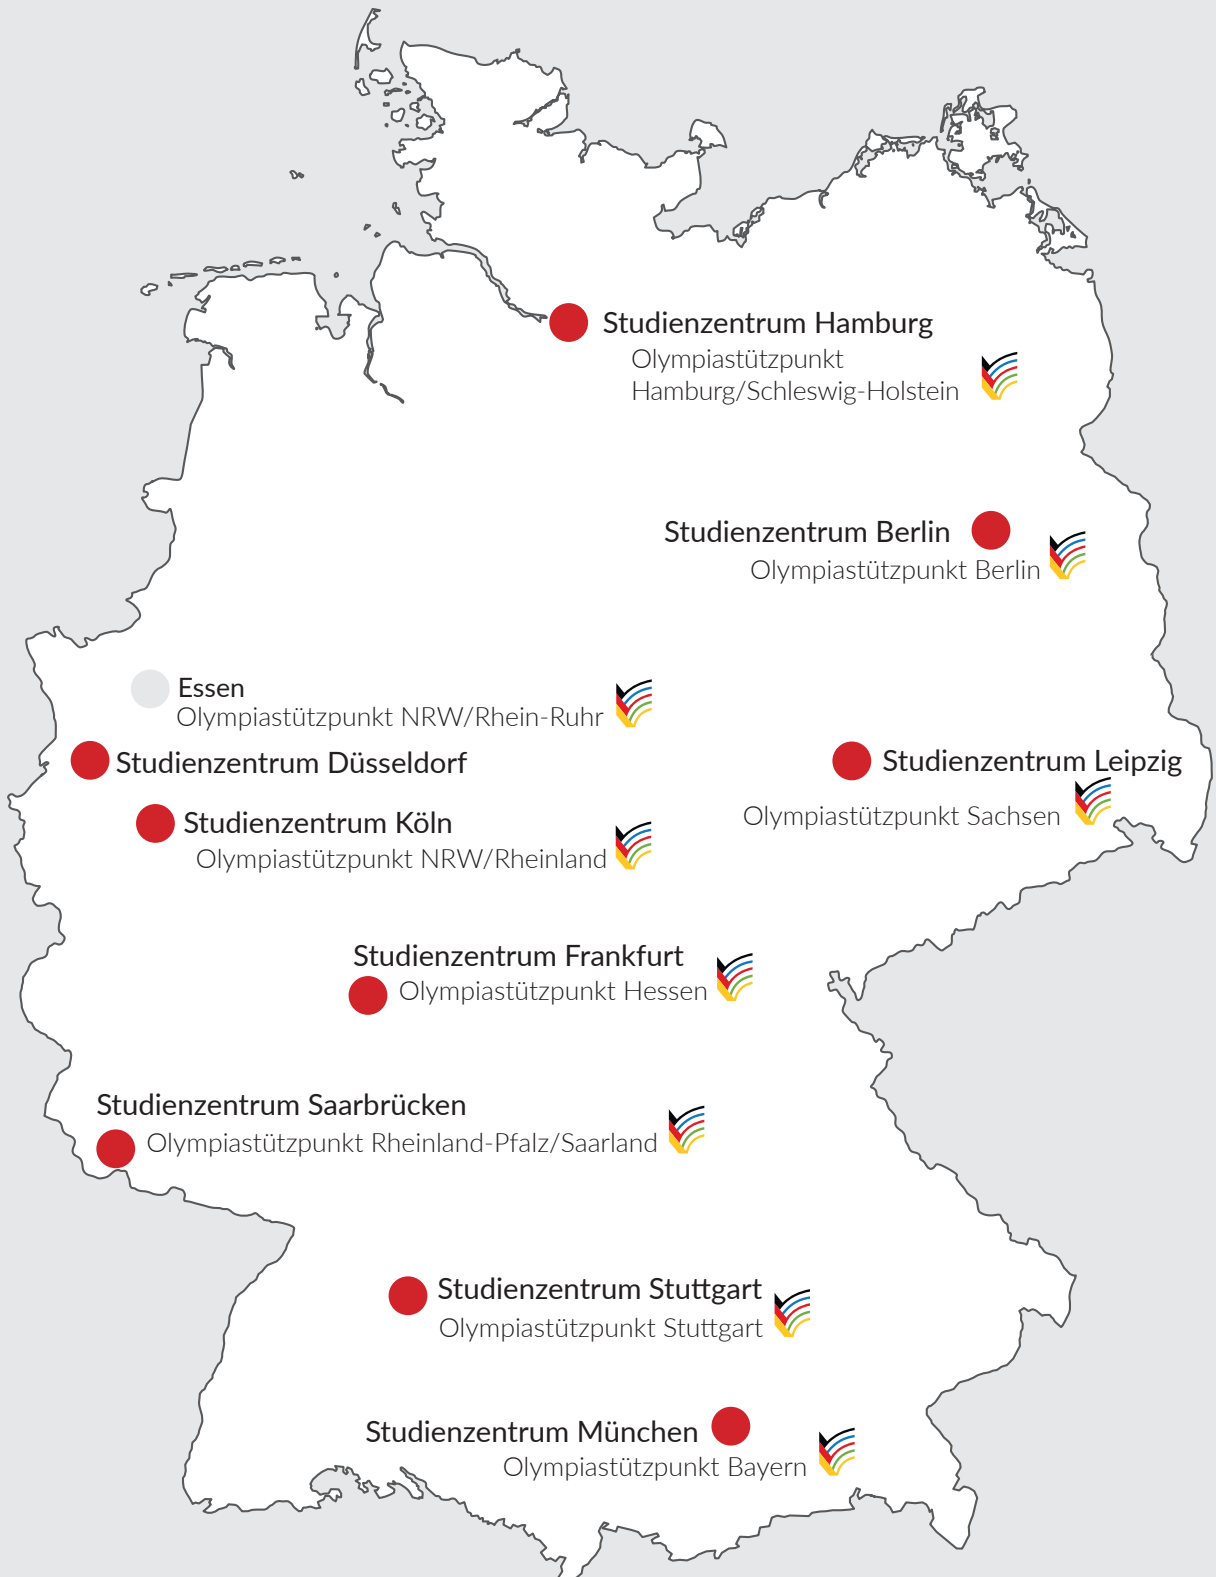 Studienzentrum Hamburg
Olympiastützpunkt
Hamburg/Schleswig-Holstein
Studienzentrum Berlin
Olympiastützpunkt Berlin
Essen
Olympiastützpunkt NRW/Rhein-Ruhr
Studienzentrum Düsseldorf
Studienzentrum Leipzig
Olympiastützpunkt Sachsen
Studienzentrum Köln
Olympiastützpunkt NRW/Rheinland
Studienzentrum Frankfurt
Olympiastützpunkt Hessen
Studienzentrum Saarbrücken
Olympiastützpunkt Rheinland-Pfalz/Saarland
Studienzentrum Stuttgart
Olympiastützpunkt Stuttgart
Studienzentrum München
Olympiastützpunkt Bayern